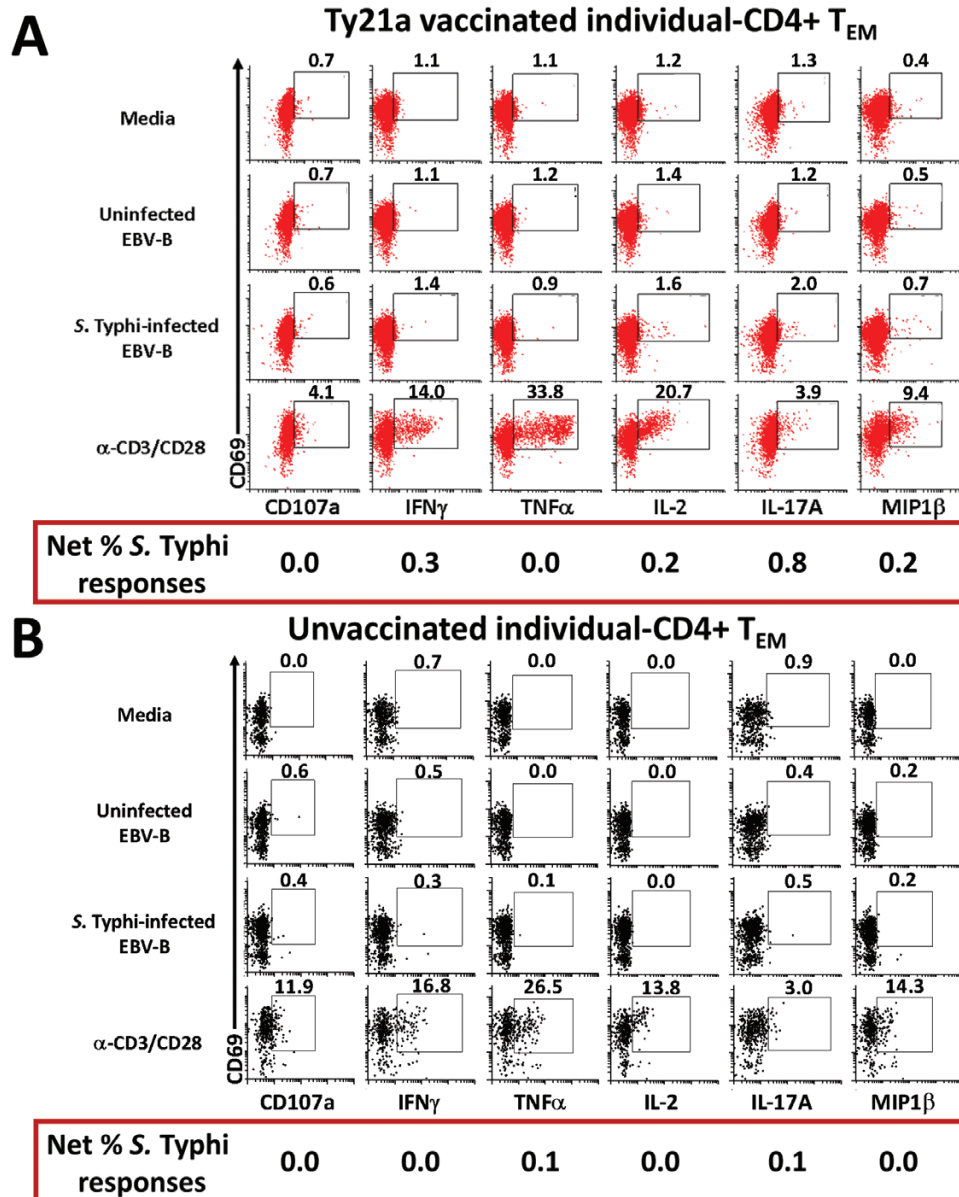 A
Ty21a vaccinated individual-CD4+ TEM
0.7 1.1 1.1 1.2 1.3 0.4
Media
0.7 1.1 1.2 1.4 1.2 0.5
Uninfected
EBV-B
0.6 1.4 0.9 1.6 2.0 0.7
S. Typhi-infected
EBV-B
4.1 14.0 33.8 20.7 3.9 9.4
α-CD3/CD28
CD69
CD107a IFNγ TNFα IL-2 IL-17A MIP1β
Net % S. Typhi
responses
0.0 0.3 0.0 0.2 0.8 0.2
B
Unvaccinated individual-CD4+ TEM
0.0 0.7 0.0 0.0 0.9 0.0
Media
0.6 0.5 0.0 0.0 0.4 0.2
Uninfected
EBV-B
0.4 0.3 0.1 0.0 0.5 0.2
S. Typhi-infected
EBV-B
11.9 16.8 26.5 13.8 3.0 14.3
α-CD3/CD28
CD69
CD107a IFNγ TNFα IL-2 IL-17A MIP1β
Net % S. Typhi
responses
0.0 0.0 0.1 0.0 0.1 0.0